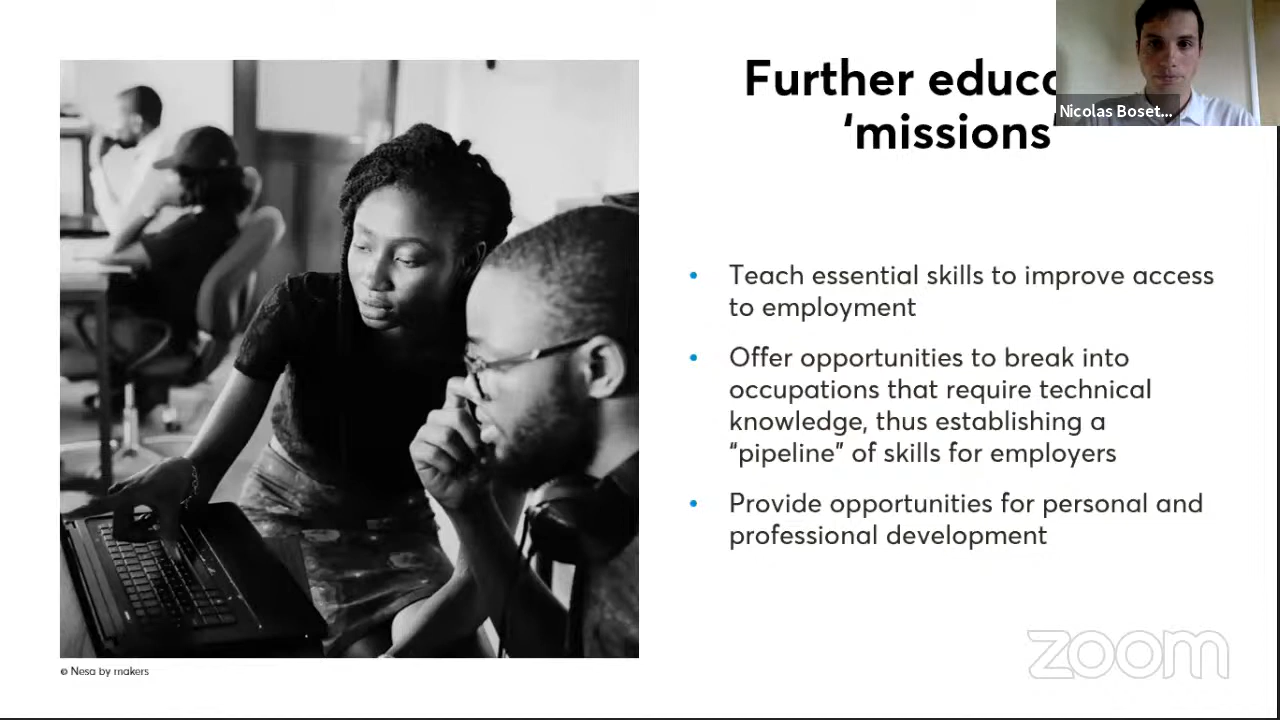 Further educa
‘missions’
Nicolas Boset...
• Teach essential skills to improve access
to employment
• Offer opportunities to break into
occupations that require technical
knowledge, thus establishing a
“pipeline” of skills for employers
• Provide opportunities for personal and
professional development
© Nesa by makers
zoom